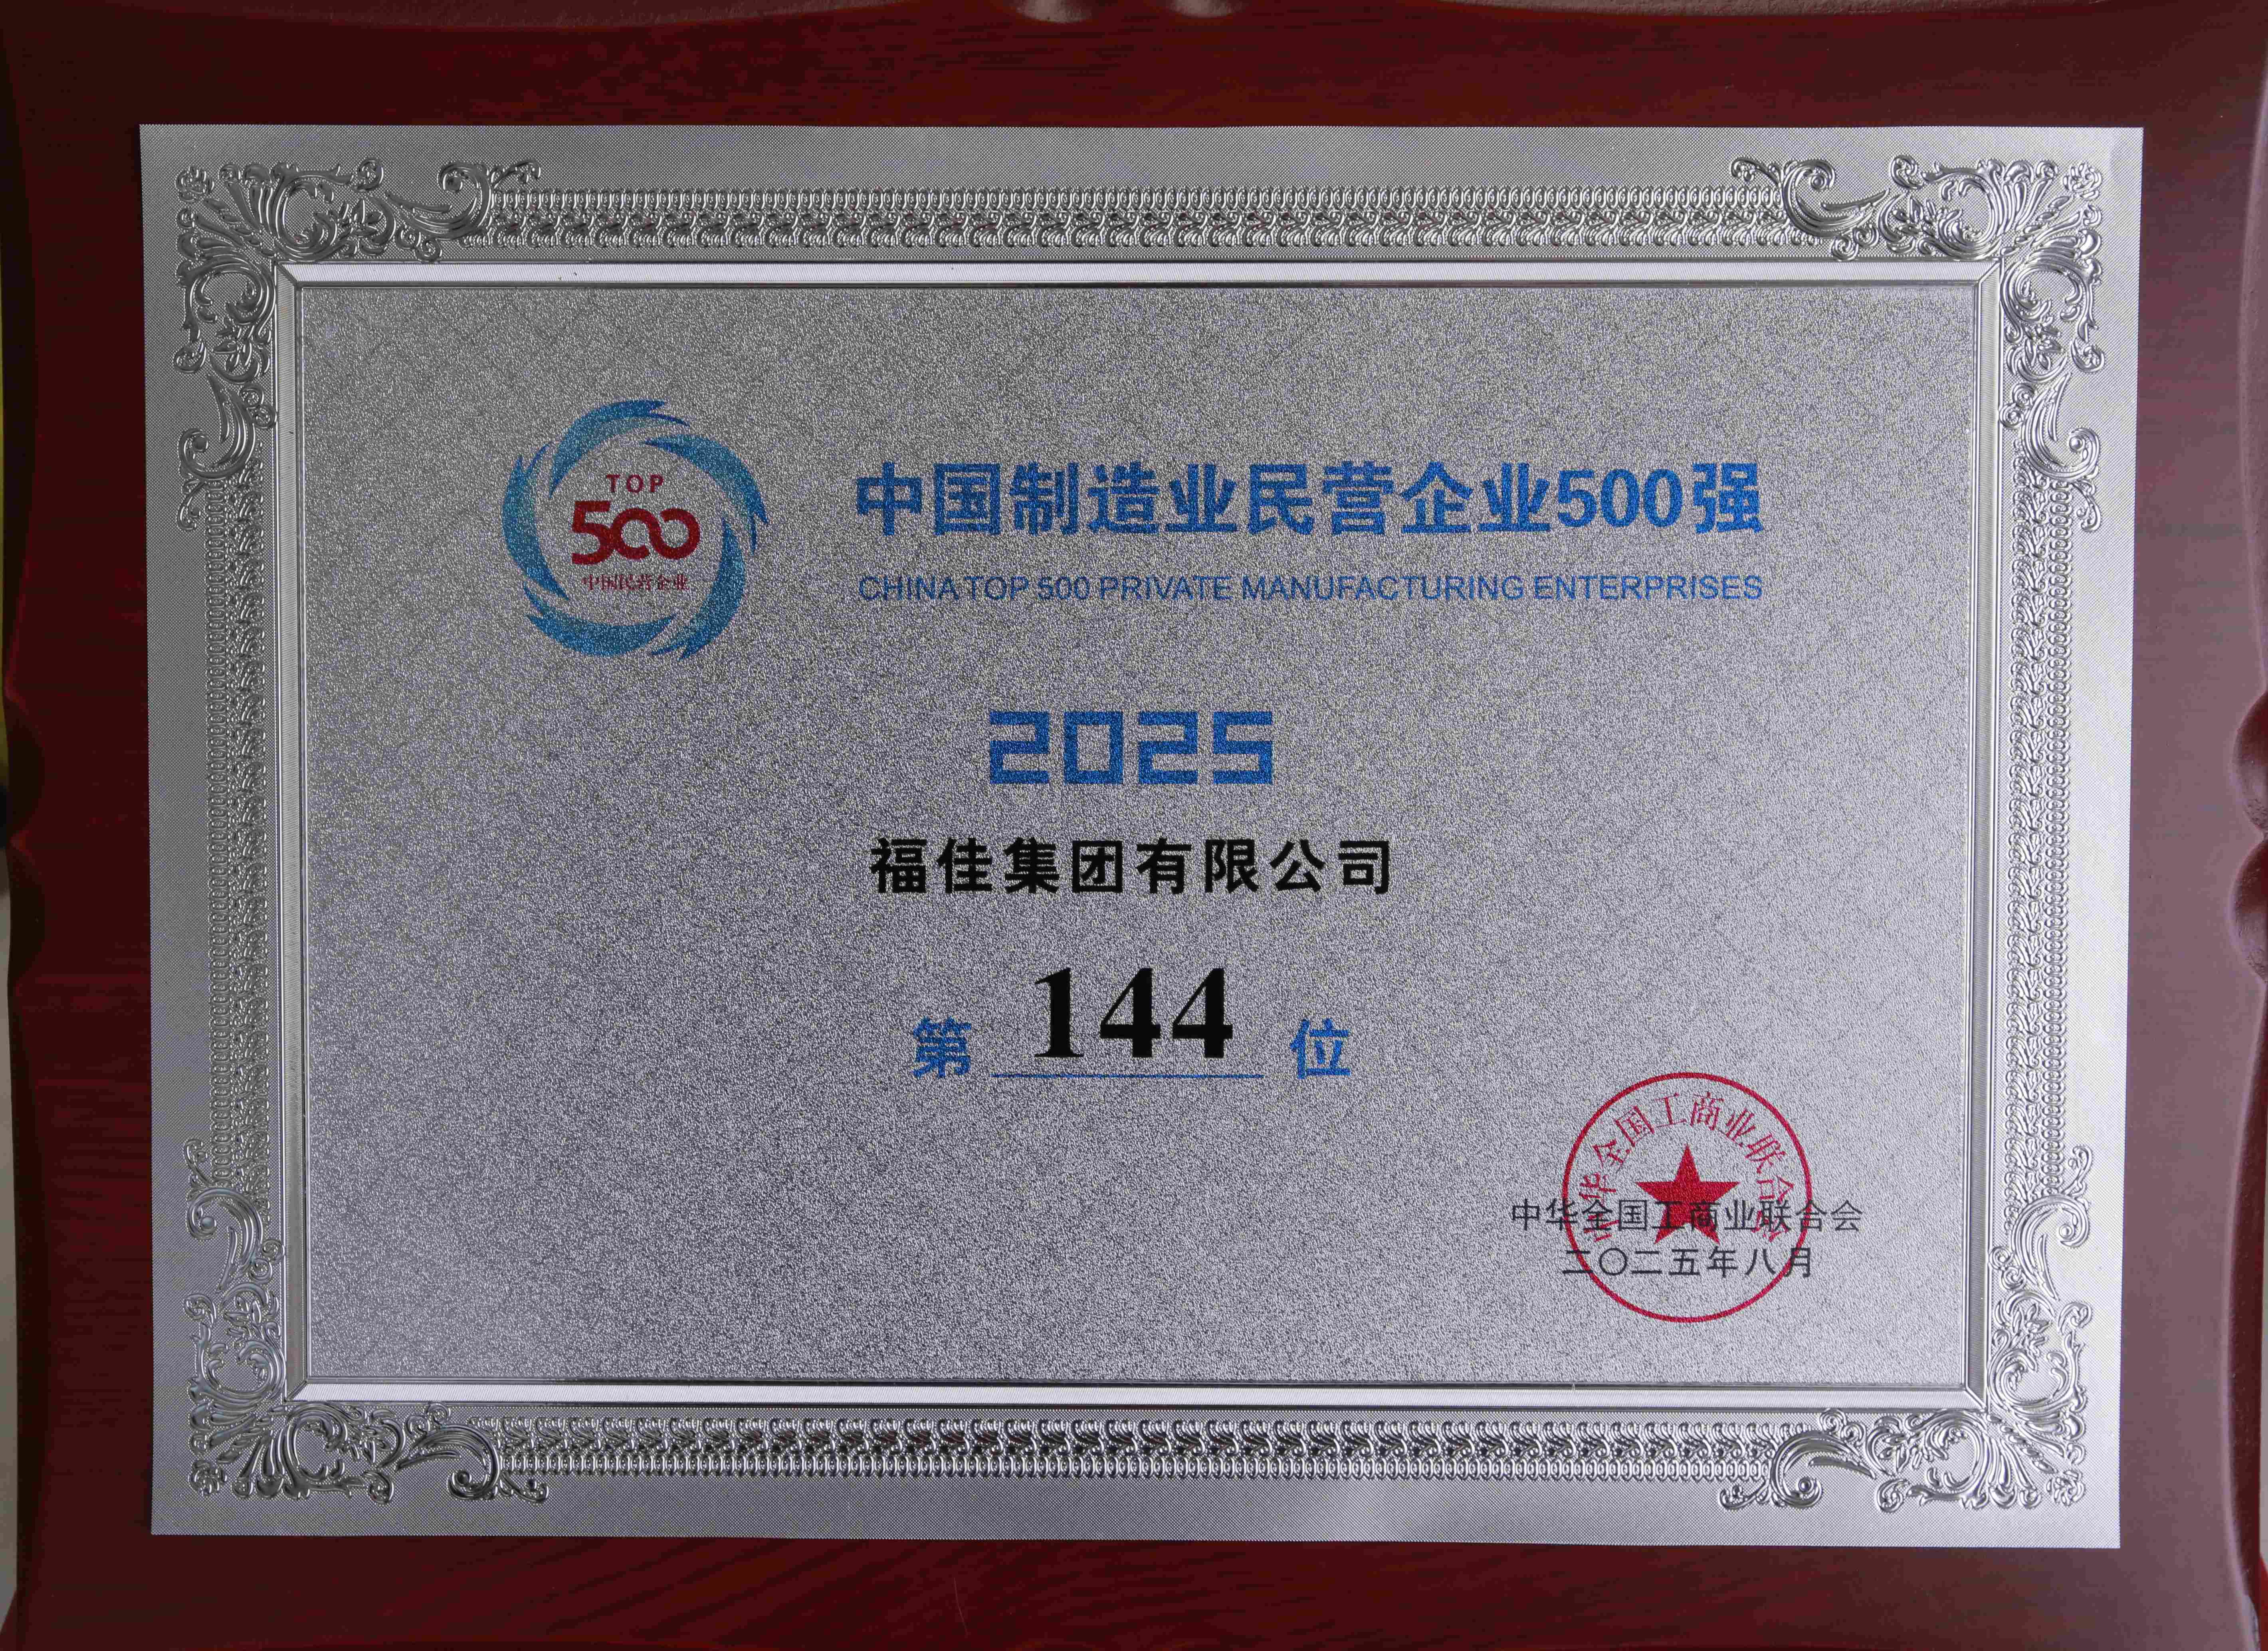 TOP
500
中国民营企业
中国制造业民营企业500强
CHINA TOP 500 PRIVATE MANUFACTURING ENTERPRISES
2025
福佳集团有限公司
第 144 位
中华全国工商业联合会
中华全国工商业联合会
二〇二五年八月